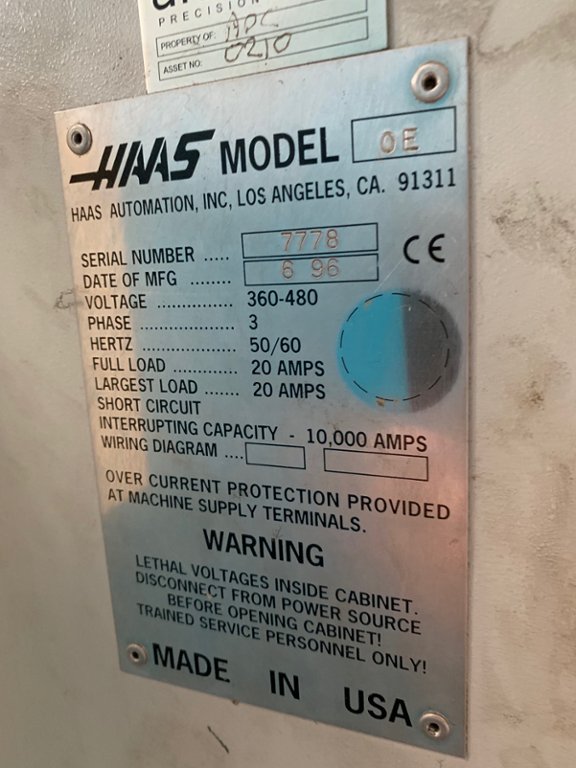 PRECISION
PROPERTY OF: ADC
ASSET NO: 0210
HAAS MODEL OE
HAAS AUTOMATION, INC, LOS ANGELES, CA. 91311
SERIAL NUMBER ..... 7778
DATE OF MFG ........ 6 96
CE
VOLTAGE ............... 360-480
PHASE .................... 3
HERTZ .................... 50/60
FULL LOAD ............. 20 AMPS
LARGEST LOAD ....... 20 AMPS
SHORT CIRCUIT
INTERRUPTING CAPACITY - 10,000 AMPS
WIRING DIAGRAM ....
OVER CURRENT PROTECTION PROVIDED
AT MACHINE SUPPLY TERMINALS.
WARNING
LETHAL VOLTAGES INSIDE CABINET.
DISCONNECT FROM POWER SOURCE
BEFORE OPENING CABINET!
TRAINED SERVICE PERSONNEL ONLY!
MADE IN USA